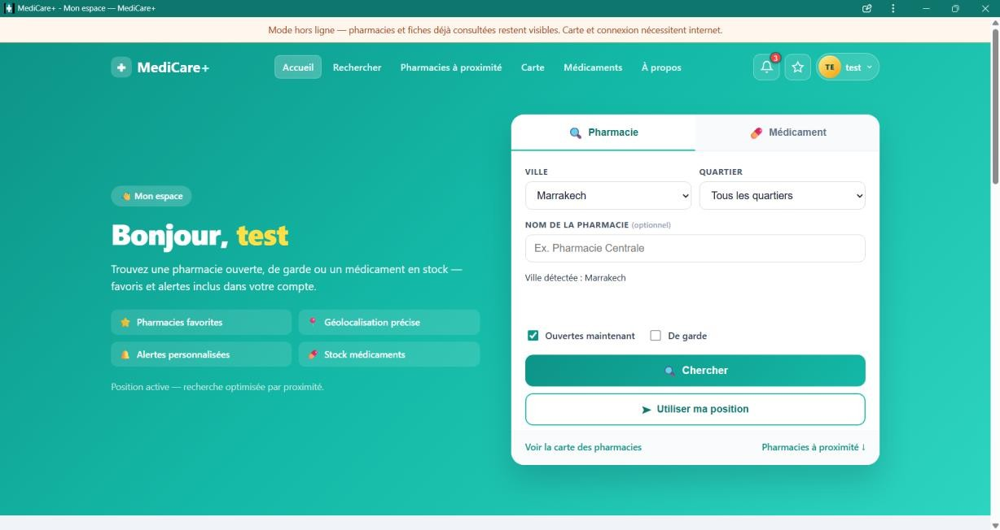 MediCare+ - Mon espace — MediCare+
Mode hors ligne — pharmacies et fiches déjà consultées restent visibles. Carte et connexion nécessitent internet.
MediCare+
Accueil
Rechercher
Pharmacies à proximité
Carte
Médicaments
À propos
3
TE
test
Mon espace
Bonjour, test
Trouvez une pharmacie ouverte, de garde ou un médicament en stock —
favoris et alertes inclus dans votre compte.
Pharmacies favorites
Géolocalisation précise
Alertes personnalisées
Stock médicaments
Position active — recherche optimisée par proximité.
Pharmacie
Médicament
VILLE
QUARTIER
Marrakech
Tous les quartiers
NOM DE LA PHARMACIE (optionnel)
Ex. Pharmacie Centrale
Ville détectée : Marrakech
Ouvertes maintenant
De garde
Chercher
Utiliser ma position
Voir la carte des pharmacies
Pharmacies à proximité ↓